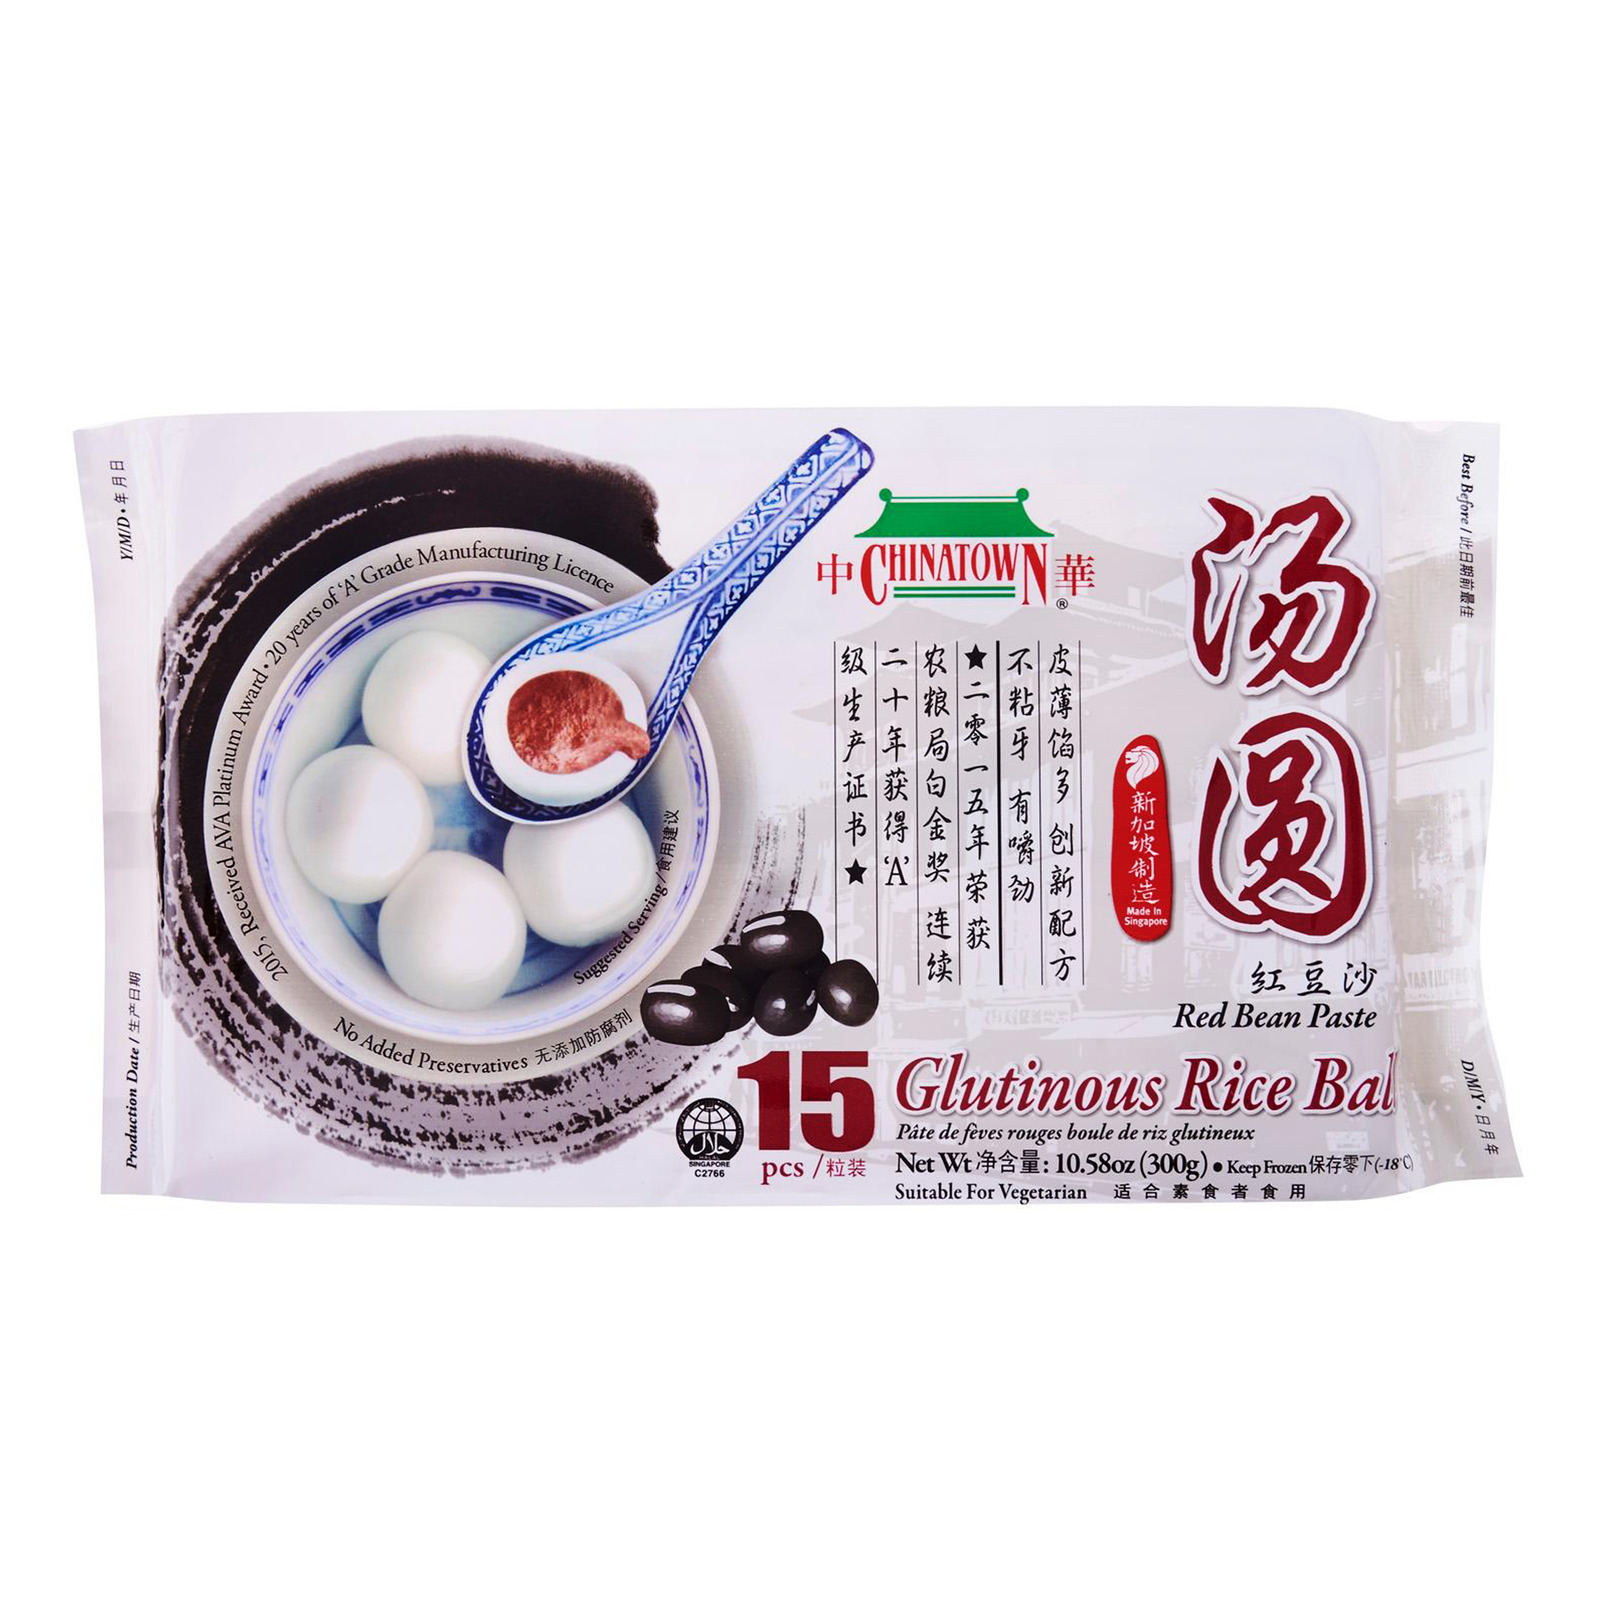 Y/M/D • 年月日
Production Date / 生产日期
2015, Received AVA Platinum Award • 20 years of 'A' Grade Manufacturing Licence
No Added Preservatives 无添加防腐剂
Suggested Serving / 食用建议
中 CHINATOWN 華
®
皮薄馅多 创新配方
不粘牙 有嚼劲
★二零一五年荣获
农粮局白金奖 连续
二十年获得'A'
级生产证书★
汤圆
新加坡制造
Made In
Singapore
红豆沙
Red Bean Paste
15
pcs /粒装
SINGAPORE
C2766
Glutinous Rice Ball
Pâte de fèves rouges boule de riz glutineux
Net Wt 净含量: 10.58oz (300g) • Keep Frozen 保存零下(-18°C)
Suitable For Vegetarian 适合素食者食用
Best Before / 此日期前最佳
D/M/Y • 日月年